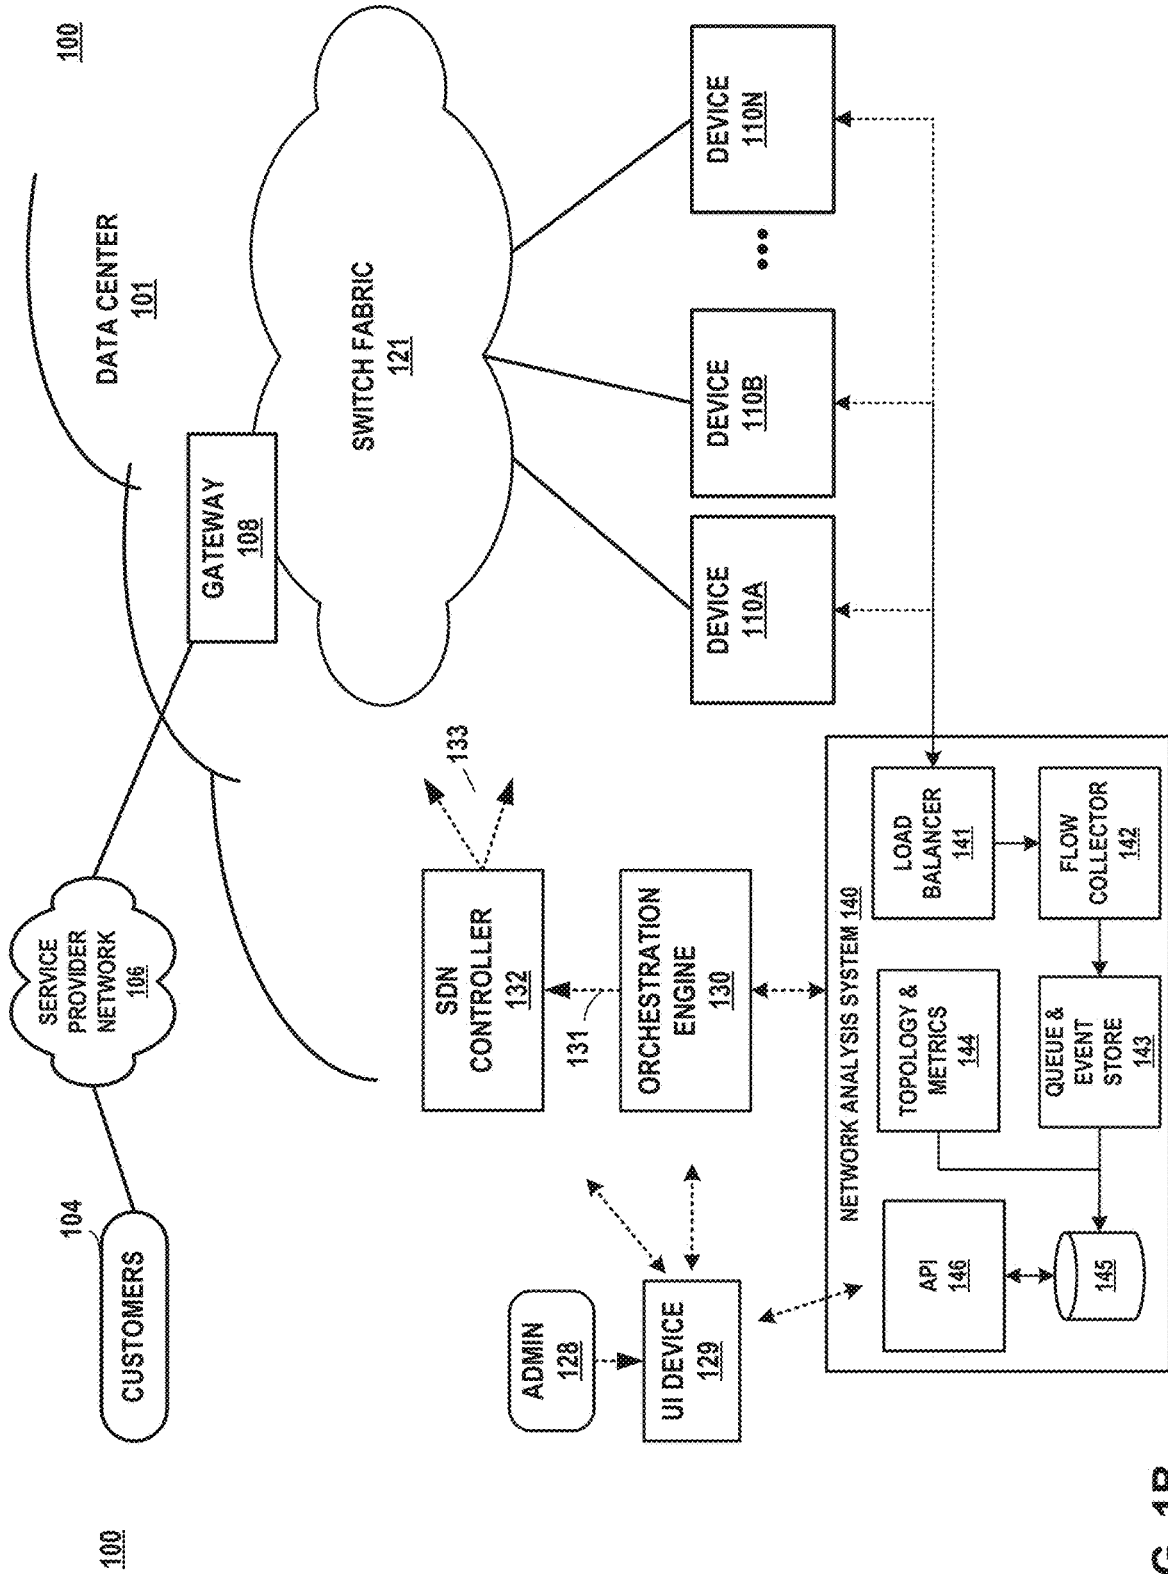 100
CUSTOMERS
104
SERVICE
PROVIDER
NETWORK
106
DATA CENTER
101
100
GATEWAY
108
SWITCH FABRIC
121
ADMIN
128
UI DEVICE
129
SDN
CONTROLLER
132
133
131
ORCHESTRATION
ENGINE
130
DEVICE
110A
DEVICE
110B
DEVICE
110N
NETWORK ANALYSIS SYSTEM 140
API
146
145
TOPOLOGY &
METRICS
144
QUEUE &
EVENT
STORE
143
LOAD
BALANCER
141
FLOW
COLLECTOR
142